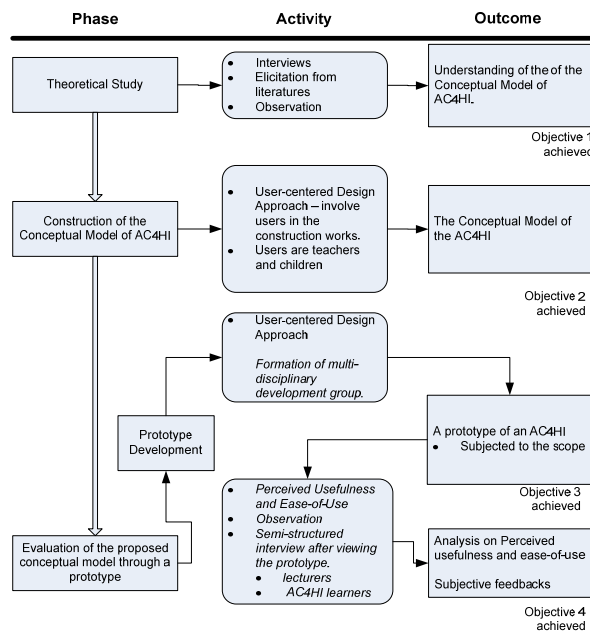 Phase
Activity
Outcome
Theoretical Study
• Interviews
• Elicitation from
literatures
• Observation
Understanding of the of the
Conceptual Model of
AC4HI.
Objective 1
achieved
Construction of the
Conceptual Model of AC4HI
• User-centered Design
Approach – involve
users in the
construction works.
• Users are teachers
and children
The Conceptual Model of
the AC4HI
Objective 2
achieved
• User-centered Design
Approach
Formation of multi-
disciplinary
development group.
Prototype
Development
A prototype of an AC4HI
• Subjected to the scope
Objective 3
achieved
Evaluation of the proposed
conceptual model through a
prototype
• Perceived Usefulness
and Ease-of-Use
• Observation
• Semi-structured
interview after viewing
the prototype.
• lecturers
• AC4HI learners
Analysis on Perceived
usefulness and ease-of-use
Subjective feedbacks
Objective 4
achieved